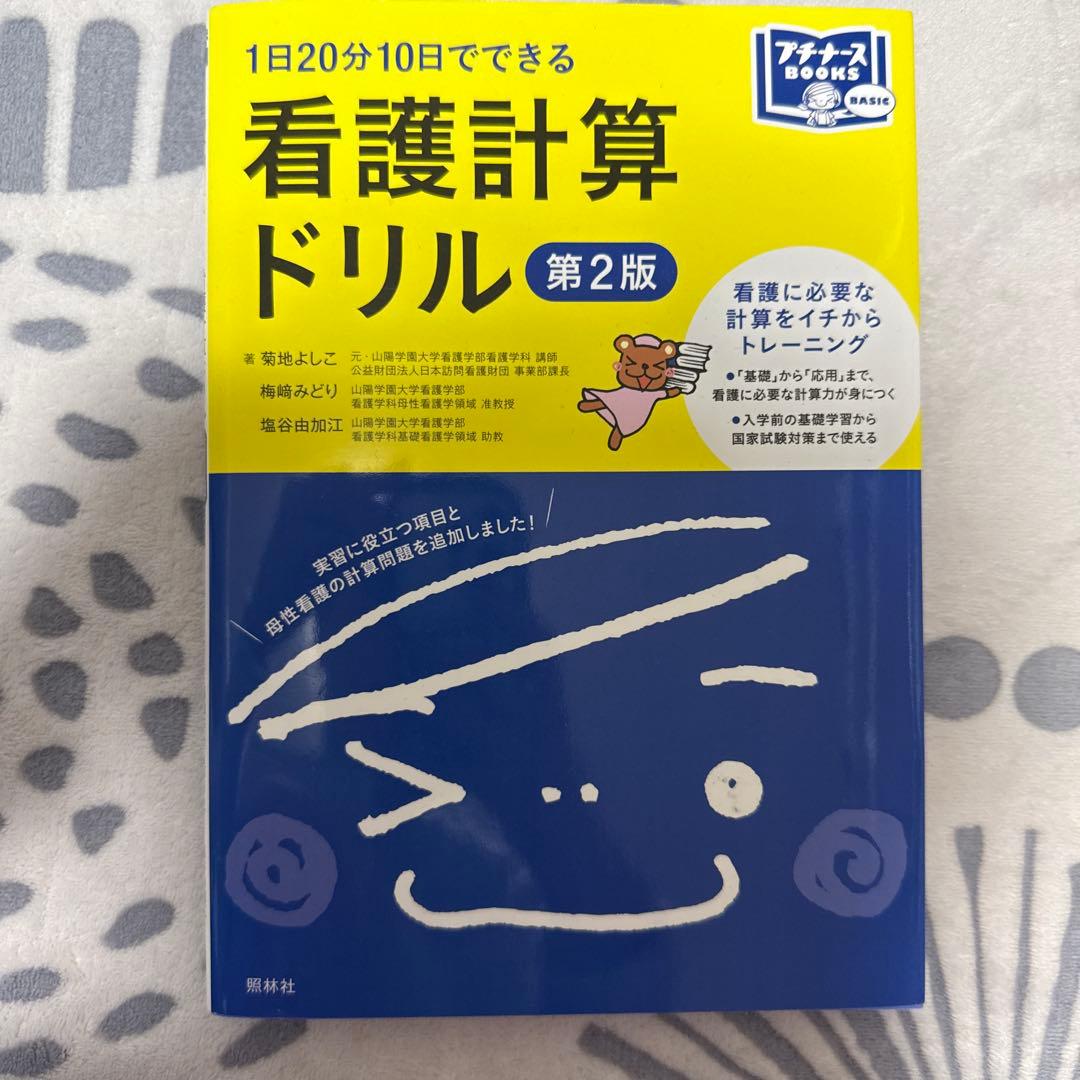 1日20分10日でできる
看護計算
ドリル
第2版
プチナース
BOOKS
BASIC
看護に必要な
計算をイチから
トレーニング
●「基礎」から「応用」まで、
看護に必要な計算力が身につく
●入学前の基礎学習から
国家試験対策まで使える
著 菊地よしこ 元・山陽学園大学看護学部看護学科 講師
公益財団法人日本訪問看護財団 事業部課長
梅﨑みどり 山陽学園大学看護学部
看護学科母性看護学領域 准教授
塩谷由加江 山陽学園大学看護学部
看護学科基礎看護学領域 助教
実習に役立つ項目と
母性看護の計算問題を追加しました!
照林社